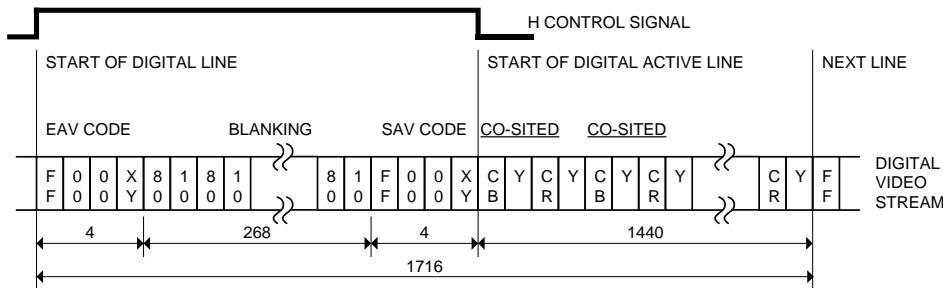 H CONTROL SIGNAL
START OF DIGITAL LINE START OF DIGITAL ACTIVE LINE NEXT LINE
EAV CODE BLANKING SAV CODE CO-SITED CO-SITED
F 0 0 X 8 1 8 1 8 1 F 0 0 X C Y C Y C Y C Y C Y F
F 0 0 Y 0 0 0 0 0 0 F 0 0 Y B R B R R F
DIGITAL
VIDEO
STREAM
4 268 4 1440
1716